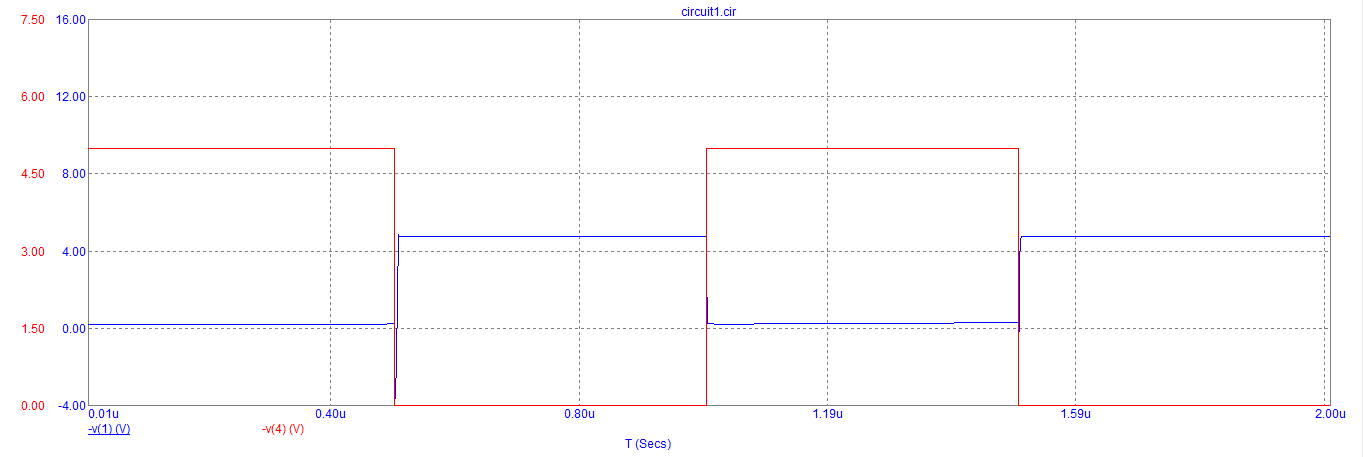 circuit1.cir
7.50 16.00
6.00 12.00
4.50 8.00
3.00 4.00
1.50 0.00
0.00 -4.00
0.01u 0.40u 0.80u 1.19u 1.59u 2.00u
-v(1) (V) -v(4) (V)
T (Secs)